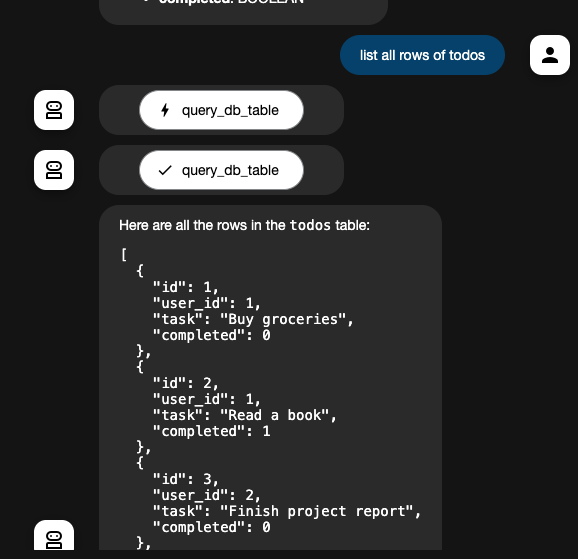 completed: BOOLEAN
list all rows of todos
query_db_table
query_db_table
Here are all the rows in the todos table:
[
  {
    "id": 1,
    "user_id": 1,
    "task": "Buy groceries",
    "completed": 0
  },
  {
    "id": 2,
    "user_id": 1,
    "task": "Read a book",
    "completed": 1
  },
  {
    "id": 3,
    "user_id": 2,
    "task": "Finish project report",
    "completed": 0
  },